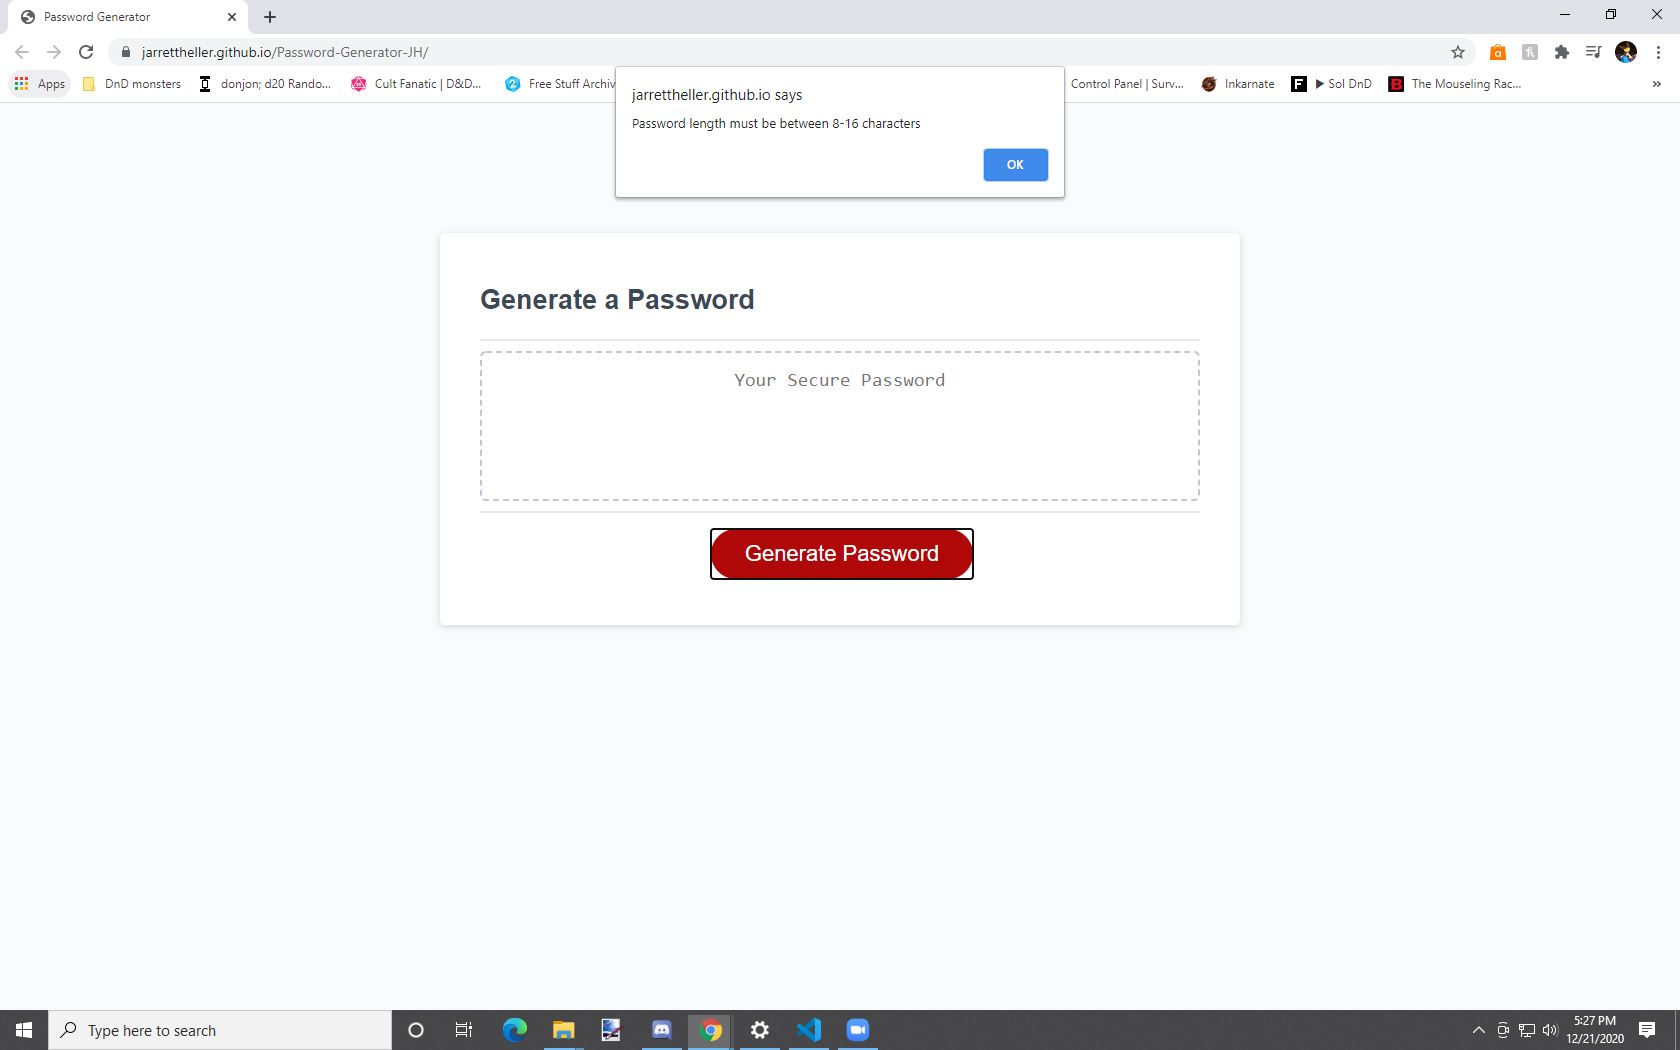 Password Generator
jarrettheller.github.io/Password-Generator-JH/
Apps DnD monsters donjon; d20 Rando... Cult Fanatic | D&D... Free Stuff Archiv Control Panel | Surv... Inkarnate ▶ Sol DnD The Mouseling Rac... »
jarrettheller.github.io says
Password length must be between 8-16 characters
OK
Generate a Password
Your Secure Password
Generate Password
Type here to search
5:27 PM
12/21/2020